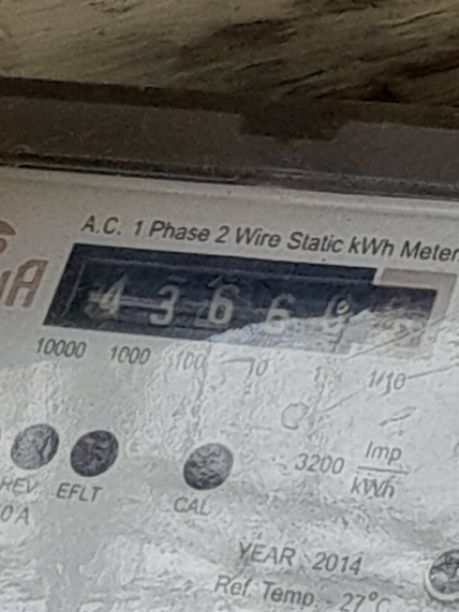 A.C. 1 Phase 2 Wire Static kWh Meter
4 3 6 6
10000 1000 100 10 1 1/10
3200 Imp/kWh
REV EFLT CAL
0 A
YEAR : 2014
Ref. Temp - 27°C